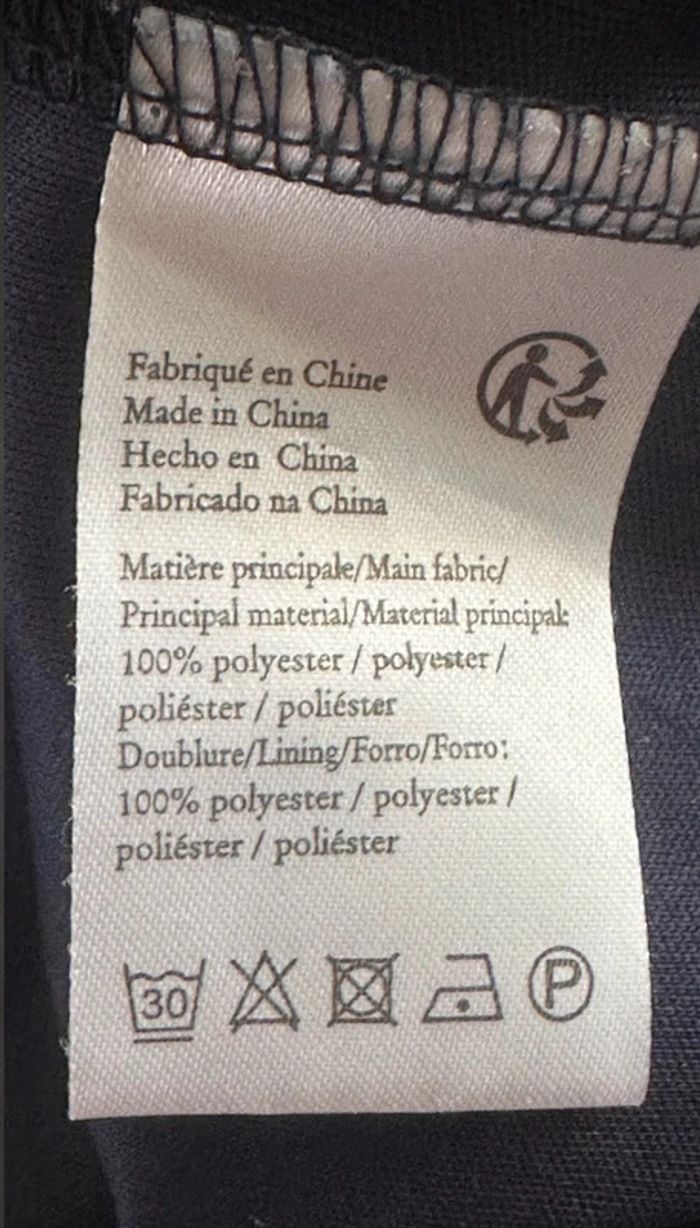 Fabriqué en Chine
Made in China
Hecho en China
Fabricado na China
Matière principale/Main fabric/
Principal material/Material principal:
100% polyester / polyester /
poliéster / poliéster
Doublure/Lining/Forro/Forro:
100% polyester / polyester /
poliéster / poliéster
30 P